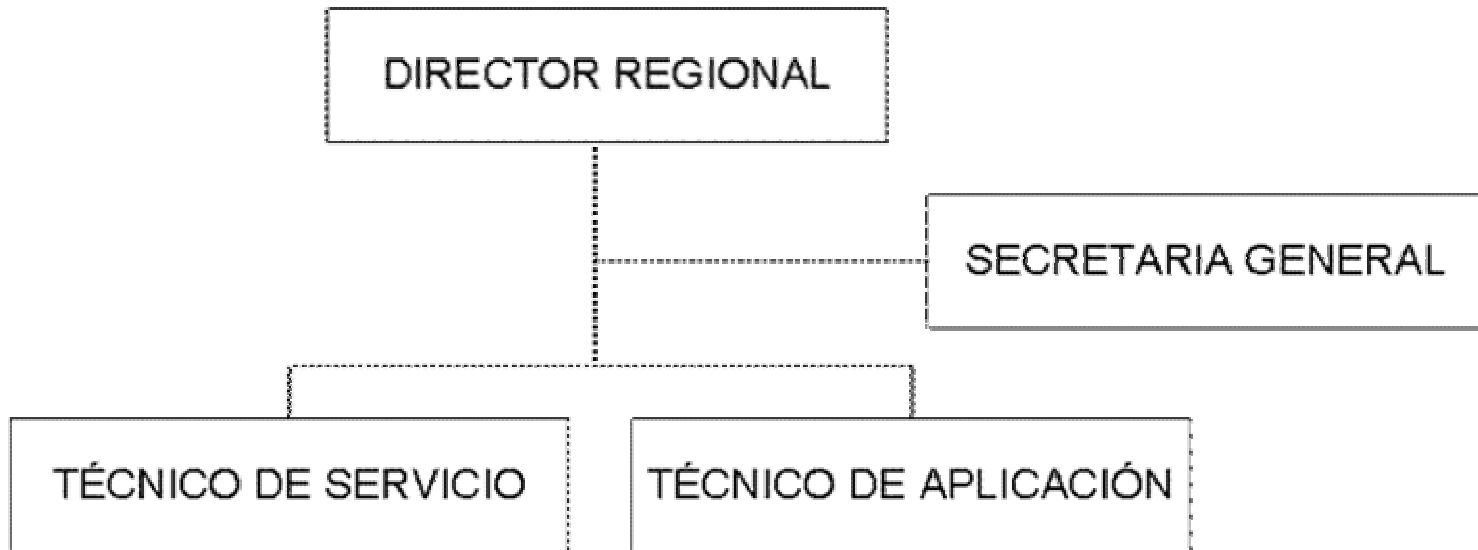 DIRECTOR REGIONAL
SECRETARIA GENERAL
TÉCNICO DE SERVICIO
TÉCNICO DE APLICACIÓN